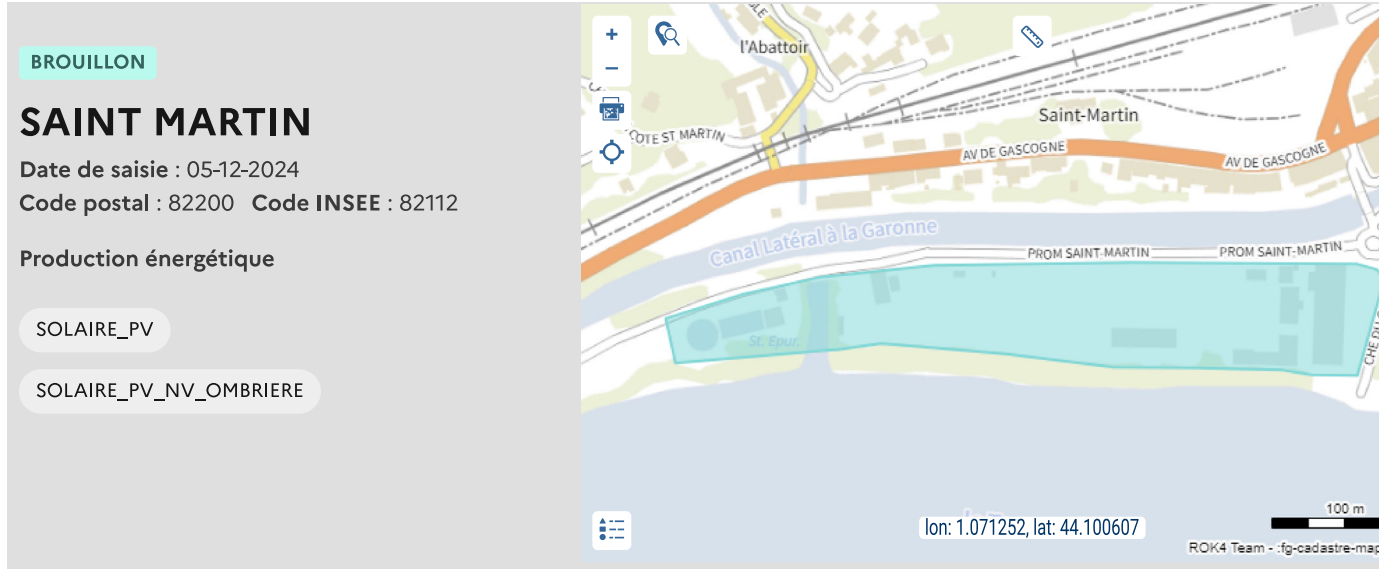 BROUILLON
SAINT MARTIN
Date de saisie : 05-12-2024
Code postal : 82200 Code INSEE : 82112
Production énergétique
SOLAIRE_PV
SOLAIRE_PV_NV_OMBRIERE
+
−
l'Abattoir
COTE ST MARTIN
Saint-Martin
AV DE GASCOGNE
AV DE GASCOGNE
Canal Latéral à la Garonne
PROM SAINT-MARTIN
PROM SAINT-MARTIN
St. Epur.
lon: 1.071252, lat: 44.100607
100 m
ROK4 Team - :fg-cadastre-map